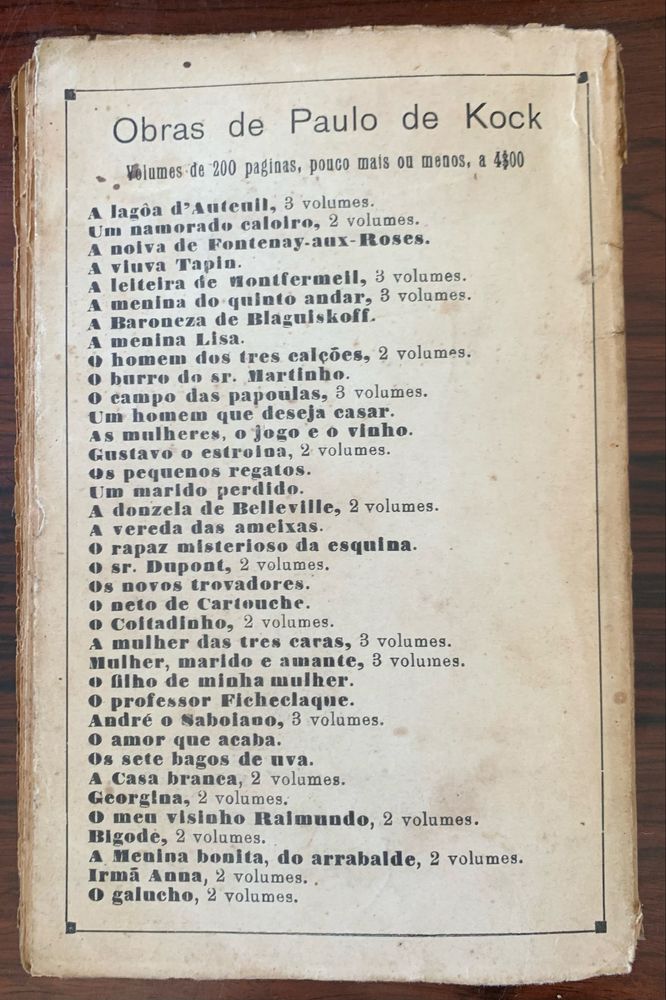 Obras de Paulo de Kock
Volumes de 200 paginas, pouco mais ou menos, a 4$00
A lagôa d'Auteuil, 3 volumes.
Um namorado caloiro, 2 volumes.
A noiva de Fontenay-aux-Roses.
A viuva Tapin.
A leiteira de Montfermeil, 3 volumes.
A menina do quinto andar, 3 volumes.
A Baroneza de Blaguiskoff.
A menina Lisa.
O homem dos tres calções, 2 volumes.
O burro do sr. Martinho.
O campo das papoulas, 3 volumes.
Um homem que deseja casar.
As mulheres, o jogo e o vinho.
Gustavo o estroina, 2 volumes.
Os pequenos regatos.
Um marido perdido.
A donzela de Belleville, 2 volumes.
A vereda das ameixas.
O rapaz misterioso da esquina.
O sr. Dupont, 2 volumes.
Os novos trovadores.
O neto de Cartouche.
O Coitadinho, 2 volumes.
A mulher das tres caras, 3 volumes.
Mulher, marido e amante, 3 volumes.
O filho de minha mulher.
O professor Ficheclaque.
André o Saboiano, 3 volumes.
O amor que acaba.
Os sete bagos de uva.
A Casa branca, 2 volumes.
Georgina, 2 volumes.
O meu visinho Raimundo, 2 volumes.
Bigode, 2 volumes.
A Menina bonita, do arrabalde, 2 volumes.
Irmã Anna, 2 volumes.
O galucho, 2 volumes.